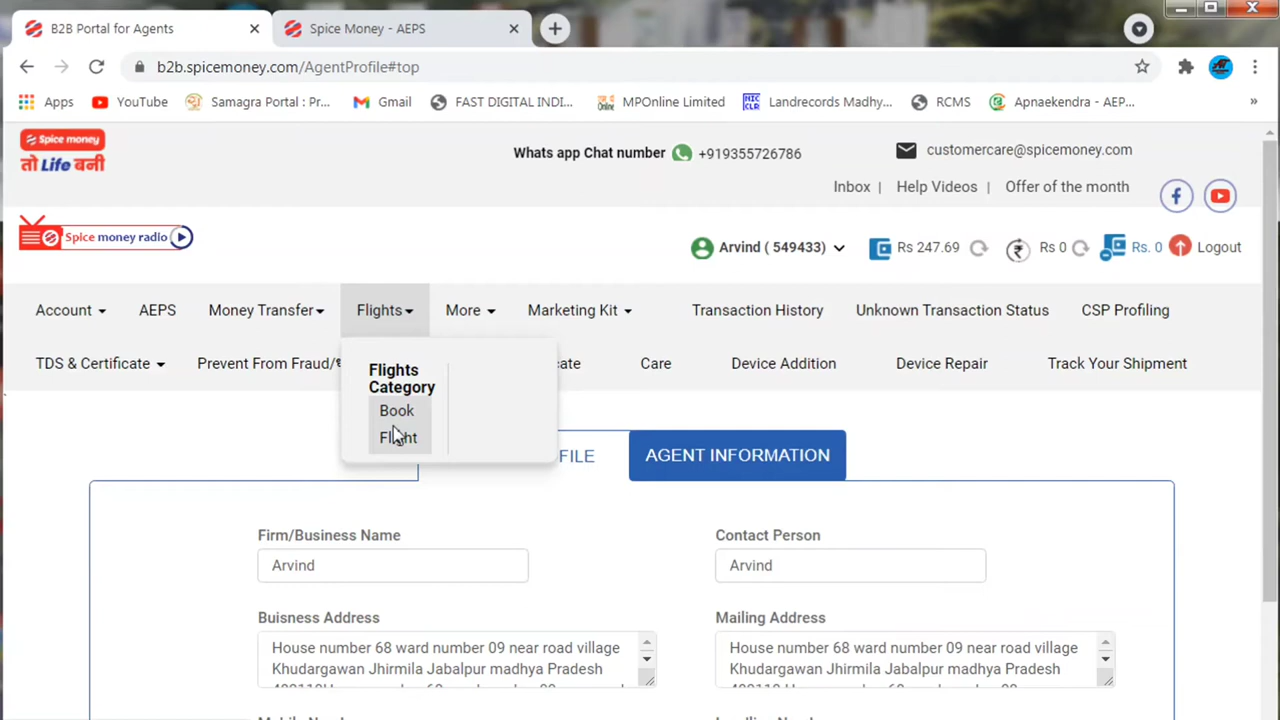 B2B Portal for Agents
Spice Money - AEPS
b2b.spicemoney.com/AgentProfile#top
Apps YouTube Samagra Portal : Pr... Gmail FAST DIGITAL INDI... MPOnline Limited Landrecords Madhy... RCMS Apnaekendra - AEP... »
Spice money
तो Life बनी
Whats app Chat number +919355726786
customercare@spicemoney.com
Inbox | Help Videos | Offer of the month
Spice money radio
Arvind ( 549433) Rs 247.69 Rs 0 Rs. 0 Logout
Account AEPS Money Transfer Flights More Marketing Kit Transaction History Unknown Transaction Status CSP Profiling
TDS & Certificate Prevent From Fraud/ Care Device Addition Device Repair Track Your Shipment
Flights
Category
Book
Flight
FILE
AGENT INFORMATION
Firm/Business Name
Arvind
Contact Person
Arvind
Buisness Address
House number 68 ward number 09 near road village
Khudargawan Jhirmila Jabalpur madhya Pradesh
Mailing Address
House number 68 ward number 09 near road village
Khudargawan Jhirmila Jabalpur madhya Pradesh